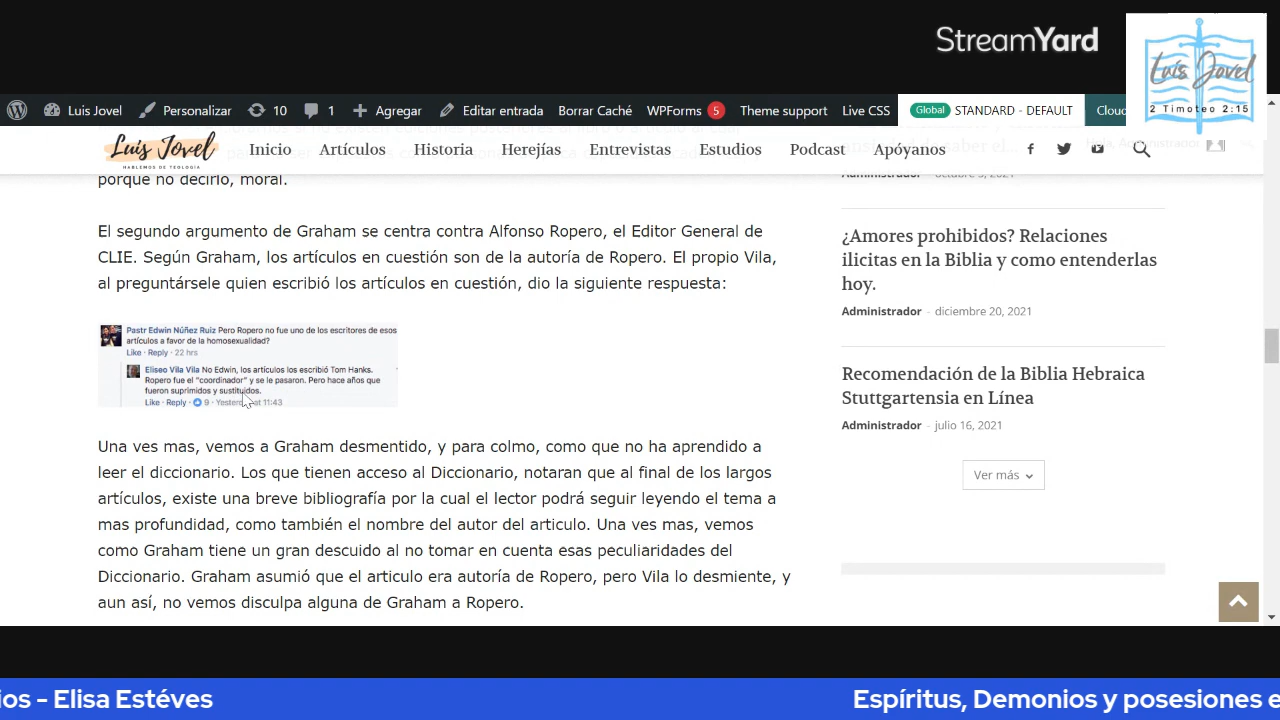 StreamYard
Luis Jovel
2 Timoteo 2:15
Luis Jovel Personalizar 10 1 Agregar Borrar Caché WPForms 5 Theme support Live CSS Global STANDARD - DEFAULT
Luis Jovel
HABLEMOS DE TEOLOGÍA
Inicio Artículos Historia Herejías Entrevistas Estudios Podcast Apóyanos
porque no decirlo, moral.
El segundo argumento de Graham se centra contra Alfonso Ropero, el Editor General de
CLIE. Según Graham, los artículos en cuestión son de la autoría de Ropero. El propio Vila,
al preguntársele quien escribió los artículos en cuestión, dio la siguiente respuesta:
Pastr Edwin Núñez Ruiz Pero Ropero no fue uno de los escritores de esos
artículos a favor de la homosexualidad?
Like · Reply · 22 hrs
Eliseo Vila Vila No Edwin, los artículos los escribió Tom Hanks.
Ropero fue el "coordinador" y se le pasaron. Pero hace años que
fueron suprimidos y sustituidos.
Like · Reply · 9 · Yesterday at 11:43
Una ves mas, vemos a Graham desmentido, y para colmo, como que no ha aprendido a
leer el diccionario. Los que tienen acceso al Diccionario, notaran que al final de los largos
artículos, existe una breve bibliografía por la cual el lector podrá seguir leyendo el tema a
mas profundidad, como también el nombre del autor del articulo. Una ves mas, vemos
como Graham tiene un gran descuido al no tomar en cuenta esas peculiaridades del
Diccionario. Graham asumió que el articulo era autoría de Ropero, pero Vila lo desmiente, y
aun así, no vemos disculpa alguna de Graham a Ropero.
Administrador - octubre 5, 2021
¿Amores prohibidos? Relaciones
ilicitas en la Biblia y como entenderlas
hoy.
Administrador - diciembre 20, 2021
Recomendación de la Biblia Hebraica
Stuttgartensia en Línea
Administrador - julio 16, 2021
Ver más
ios - Elisa Estéves Espíritus, Demonios y posesiones e